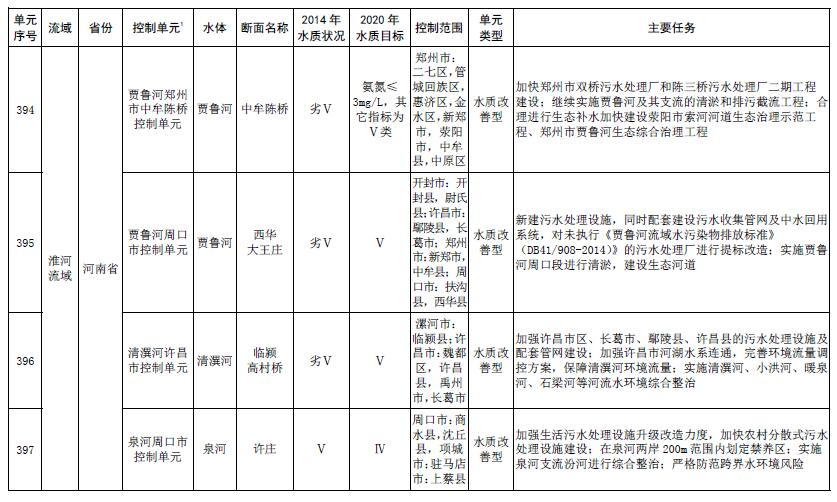 单元
序号
流域
省份
控制单元¹
水体
断面名称
2014 年
水质状况
2020 年
水质目标
控制范围
单元
类型
主要任务
394
贾鲁河郑州
市中牟陈桥
控制单元
贾鲁河
中牟陈桥
劣Ⅴ
氨氮≤
3mg/L，其
它指标为
Ⅴ类
郑州市：
二七区，管
城回族区，
惠济区，金
水区，新郑
市，荥阳
市，中牟
县，中原区
水质改
善型
加快郑州市双桥污水处理厂和陈三桥污水处理厂二期工程
建设；继续实施贾鲁河及其支流的清淤和排污截流工程；合
理进行生态补水加快建设荥阳市索河河道生态治理示范工
程、郑州市贾鲁河生态综合治理工程
淮河
流域
河南省
395
贾鲁河周口
市控制单元
贾鲁河
西华
大王庄
劣Ⅴ
Ⅴ
开封市：开
封县，尉氏
县；许昌市：
鄢陵县，长
葛市；郑州
市：新郑市，
中牟县；周
口市：扶沟
县，西华县
水质改
善型
新建污水处理设施，同时配套建设污水收集管网及中水回用
系统，对未执行《贾鲁河流域水污染物排放标准》
（DB41/908-2014)》的污水处理厂进行提标改造；实施贾鲁
河周口段进行清淤，建设生态河道
396
清潩河许昌
市控制单元
清潩河
临颍
高村桥
劣Ⅴ
Ⅴ
漯河市：
临颍县；许
昌市：魏都
区，许昌
县，禹州
市，长葛市
水质改
善型
加强许昌市区、长葛市、鄢陵县、许昌县的污水处理设施及
配套管网建设；加强许昌市河湖水系连通，完善环境流量调
控方案，保障清潩河环境流量；实施清潩河、小洪河、暖泉
河、石梁河等河流水环境综合整治
397
泉河周口市
控制单元
泉河
许庄
Ⅴ
Ⅳ
周口市：商
水县，沈丘
县，项城
市；驻马店
市：上蔡县
水质改
善型
加强生活污水处理设施升级改造力度，加快农村分散式污水
处理设施建设；在泉河两岸 200m 范围内划定禁养区；实施
泉河支流汾河进行综合整治；严格防范跨界水环境风险